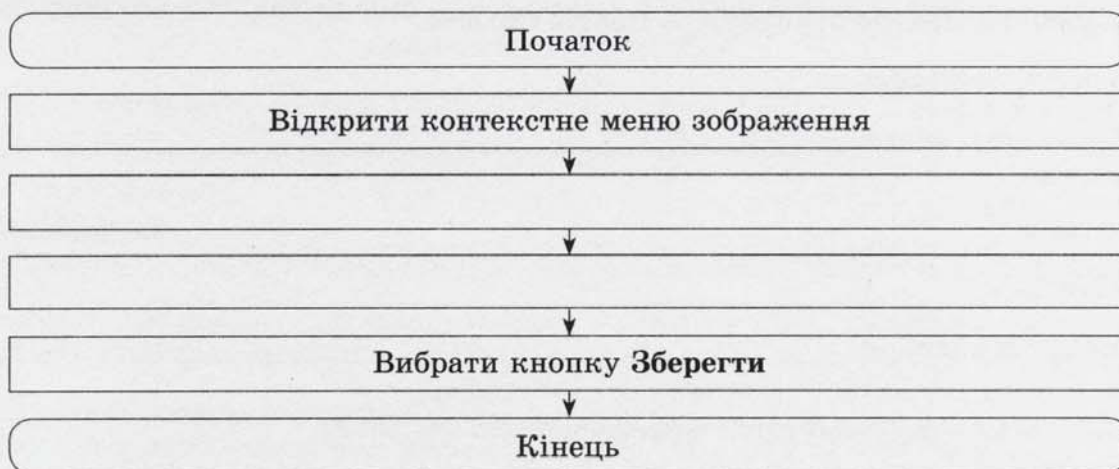 Початок
Відкрити контекстне меню зображення
Вибрати кнопку Зберегти
Кінець